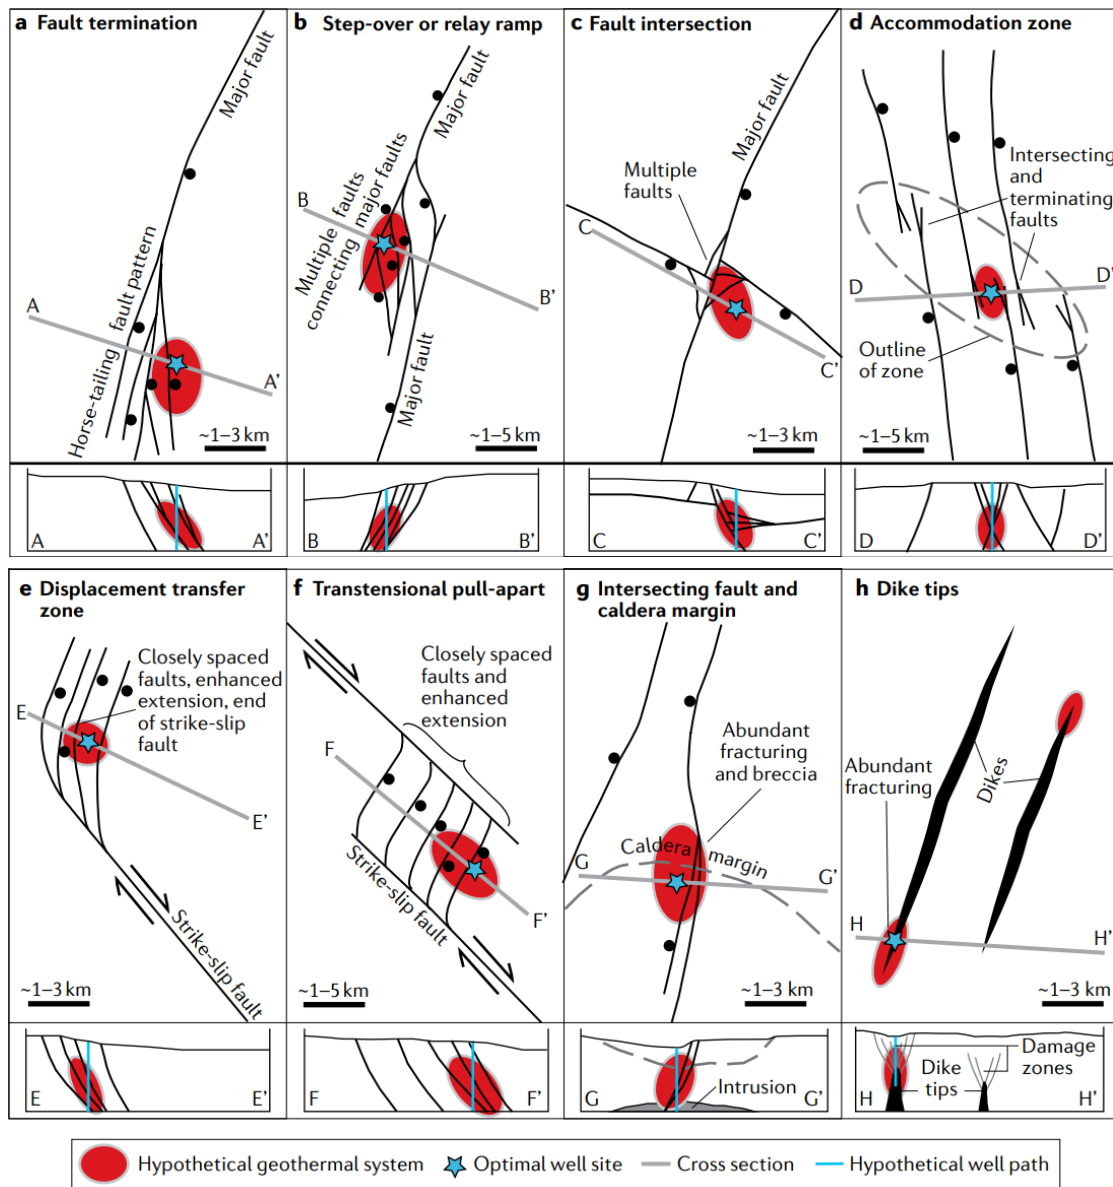 a Fault termination
Major fault
Horse-tailing
fault pattern
A
A'
~1–3 km
A
A'
b Step-over or relay ramp
Major fault
Multiple faults
connecting major faults
B
B'
Major fault
~1–5 km
B
B'
c Fault intersection
Major fault
Multiple
faults
C
C'
~1–3 km
C
C'
d Accommodation zone
Intersecting
and
terminating
faults
D
D'
Outline
of zone
~1–5 km
D
D'
e Displacement transfer
zone
Closely spaced
faults, enhanced
extension, end
of strike-slip
fault
E
E'
Strike-slip fault
~1–3 km
E
E'
f Transtensional pull-apart
Closely spaced
faults and
enhanced
extension
F
F'
Strike-slip fault
~1–5 km
F
F'
g Intersecting fault and
caldera margin
Abundant
fracturing
and breccia
Caldera margin
G
G'
~1–3 km
Intrusion
G
G'
h Dike tips
Dikes
Abundant
fracturing
H
H'
~1–3 km
Damage
zones
Dike
tips
H
H'
Hypothetical geothermal system
Optimal well site
Cross section
Hypothetical well path